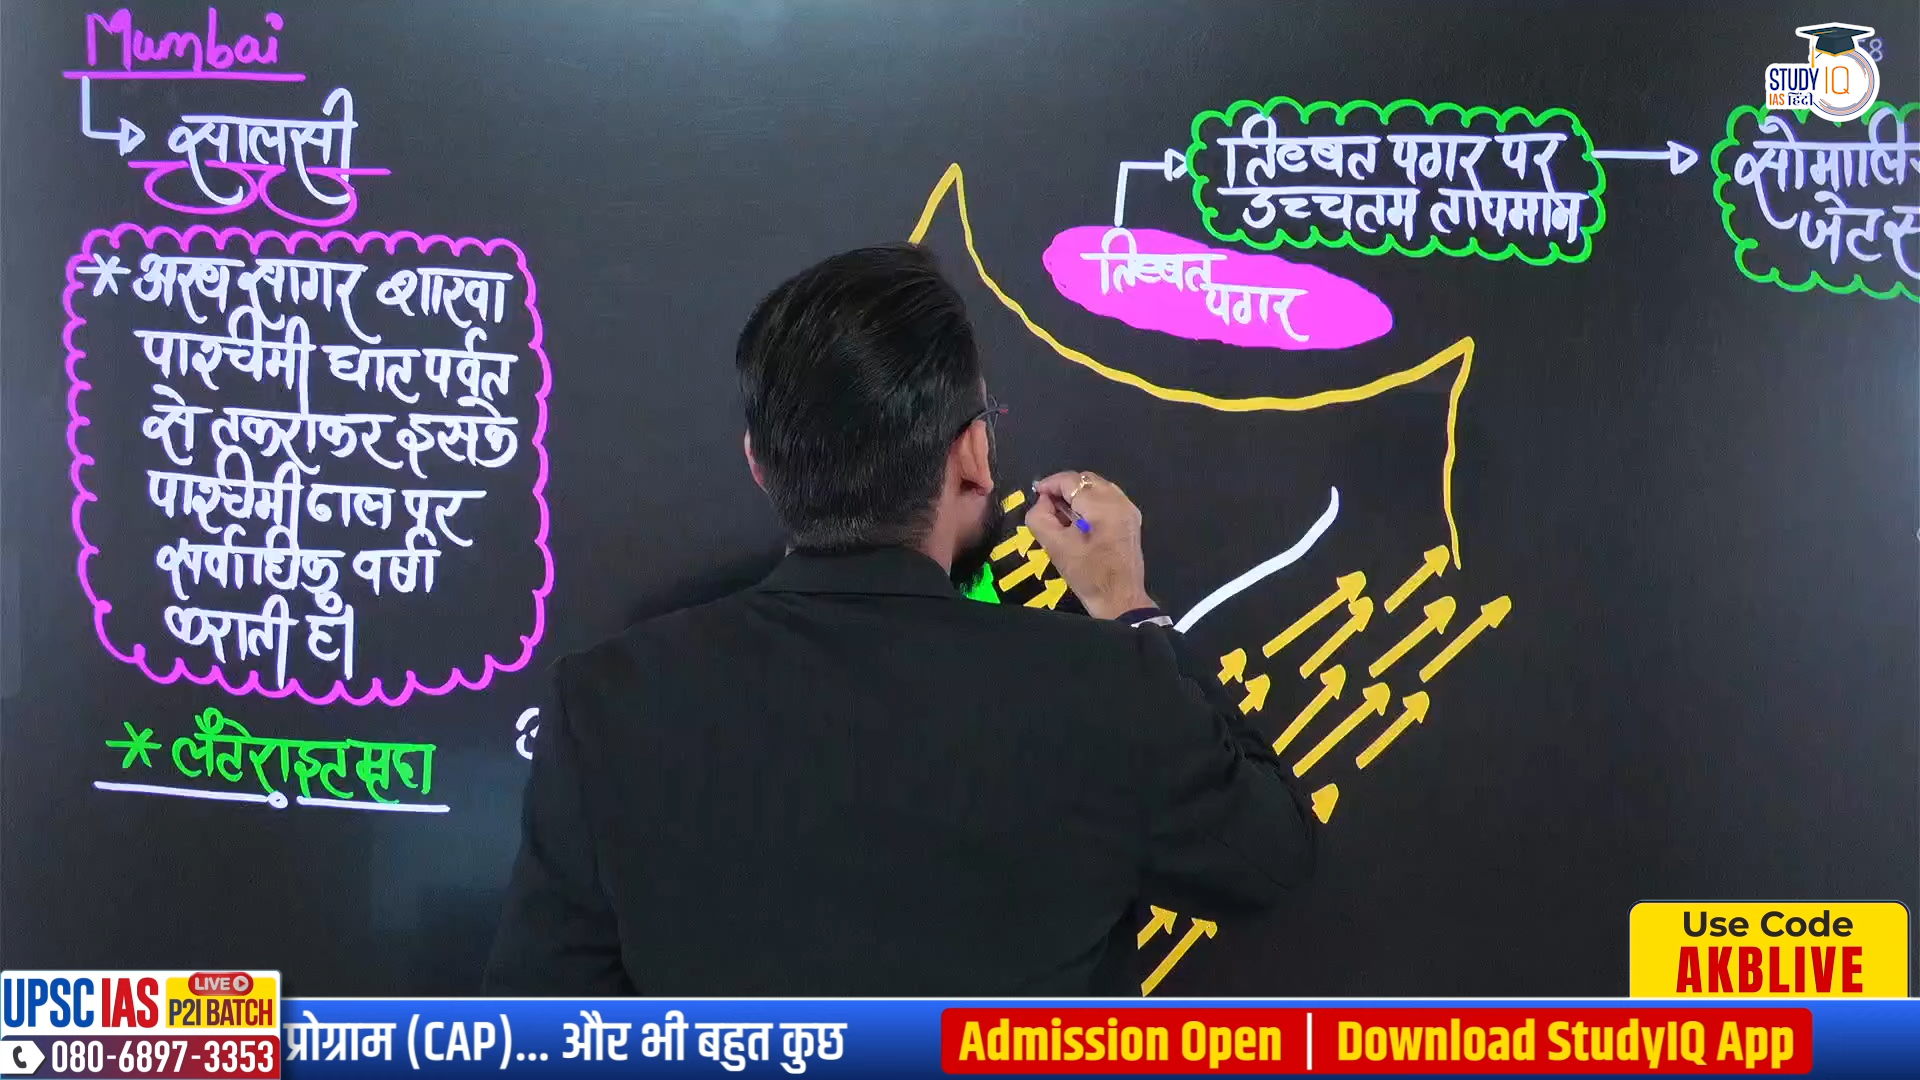 Mumbai
सालसी
* अरब सागर शाखा
पश्चिमी घाट पर्वत
से टकराकर इसके
पश्चिमी ढाल पर
सर्वाधिक वर्षा
कराती है।
* लैटेराइट मृदा
तिब्बत पठार पर
उच्चतम तापमान
तिब्बत
पठार
सोमालि
जेट
STUDY IQ
IAS हिंदी
Use Code
AKBLIVE
UPSC IAS LIVE P2I BATCH
080-6897-3353
प्रोग्राम (CAP)... और भी बहुत कुछ
Admission Open | Download StudyIQ App